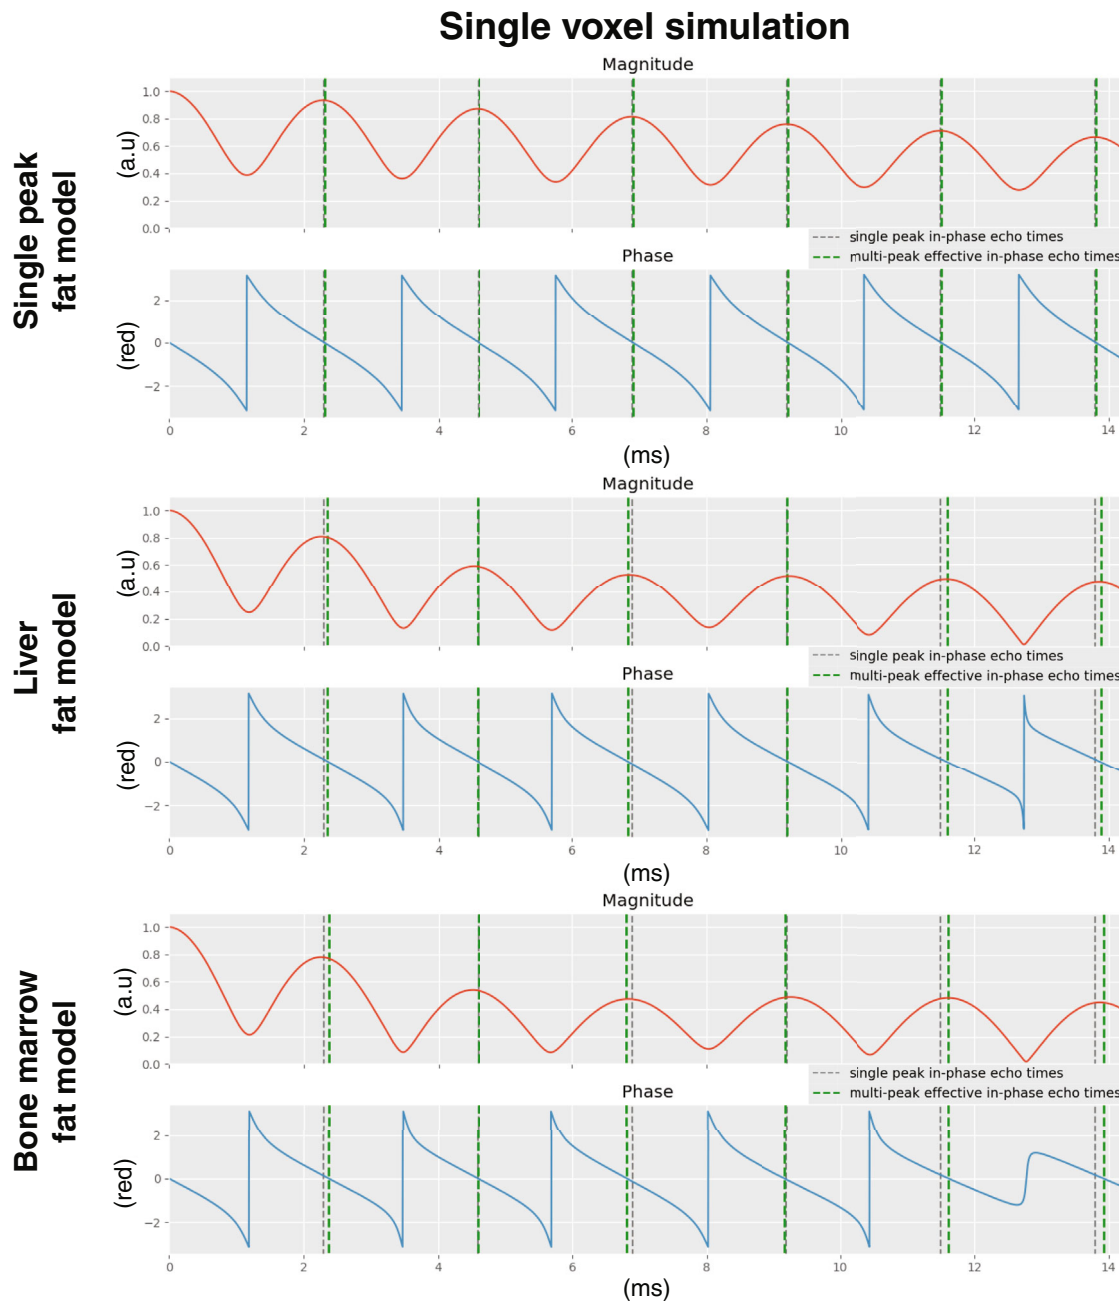 Single voxel simulation
Single peak
fat model
Magnitude
(a.u)
1.0
0.8
0.6
0.4
0.2
0.0
single peak in-phase echo times
multi-peak effective in-phase echo times
Phase
(red)
2
0
−2
0 2 4 6 8 10 12 14
(ms)
Liver
fat model
Magnitude
(a.u)
1.0
0.8
0.6
0.4
0.2
0.0
single peak in-phase echo times
multi-peak effective in-phase echo times
Phase
(red)
2
0
−2
0 2 4 6 8 10 12 14
(ms)
Bone marrow
fat model
Magnitude
(a.u)
1.0
0.8
0.6
0.4
0.2
0.0
single peak in-phase echo times
multi-peak effective in-phase echo times
Phase
(red)
2
0
−2
0 2 4 6 8 10 12 14
(ms)